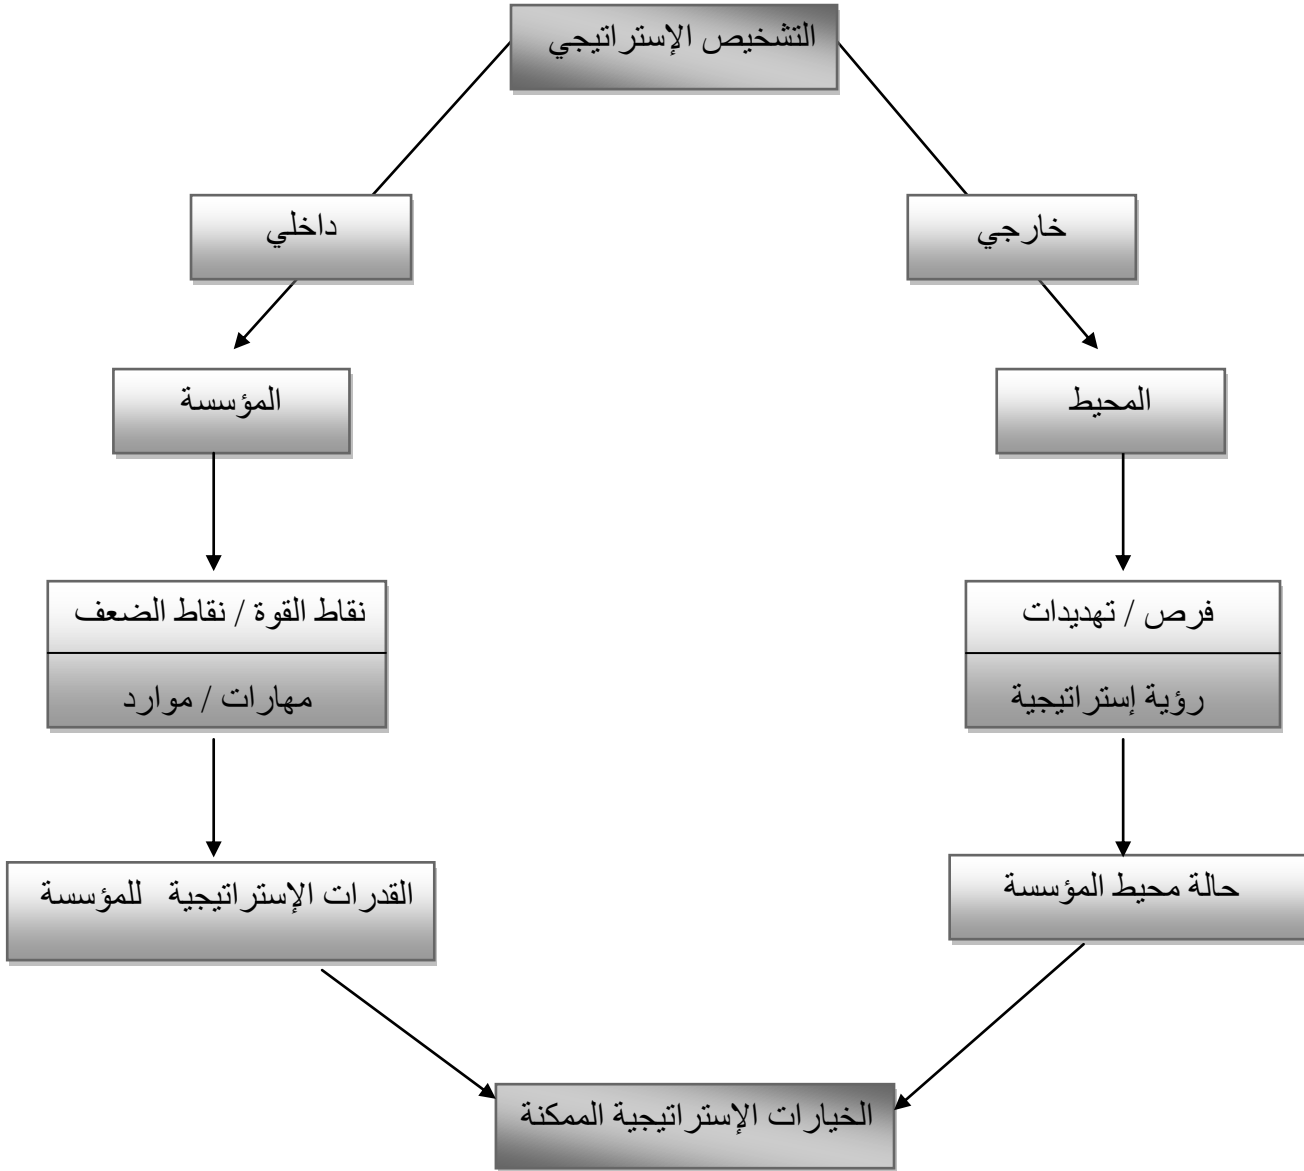 التشخيص الإستراتيجي
خارجي
داخلي
المحيط
المؤسسة
فرص / تهديدات
رؤية إستراتيجية
نقاط القوة / نقاط الضعف
مهارات / موارد
حالة محيط المؤسسة
القدرات الإستراتيجية للمؤسسة
الخيارات الإستراتيجية الممكنة